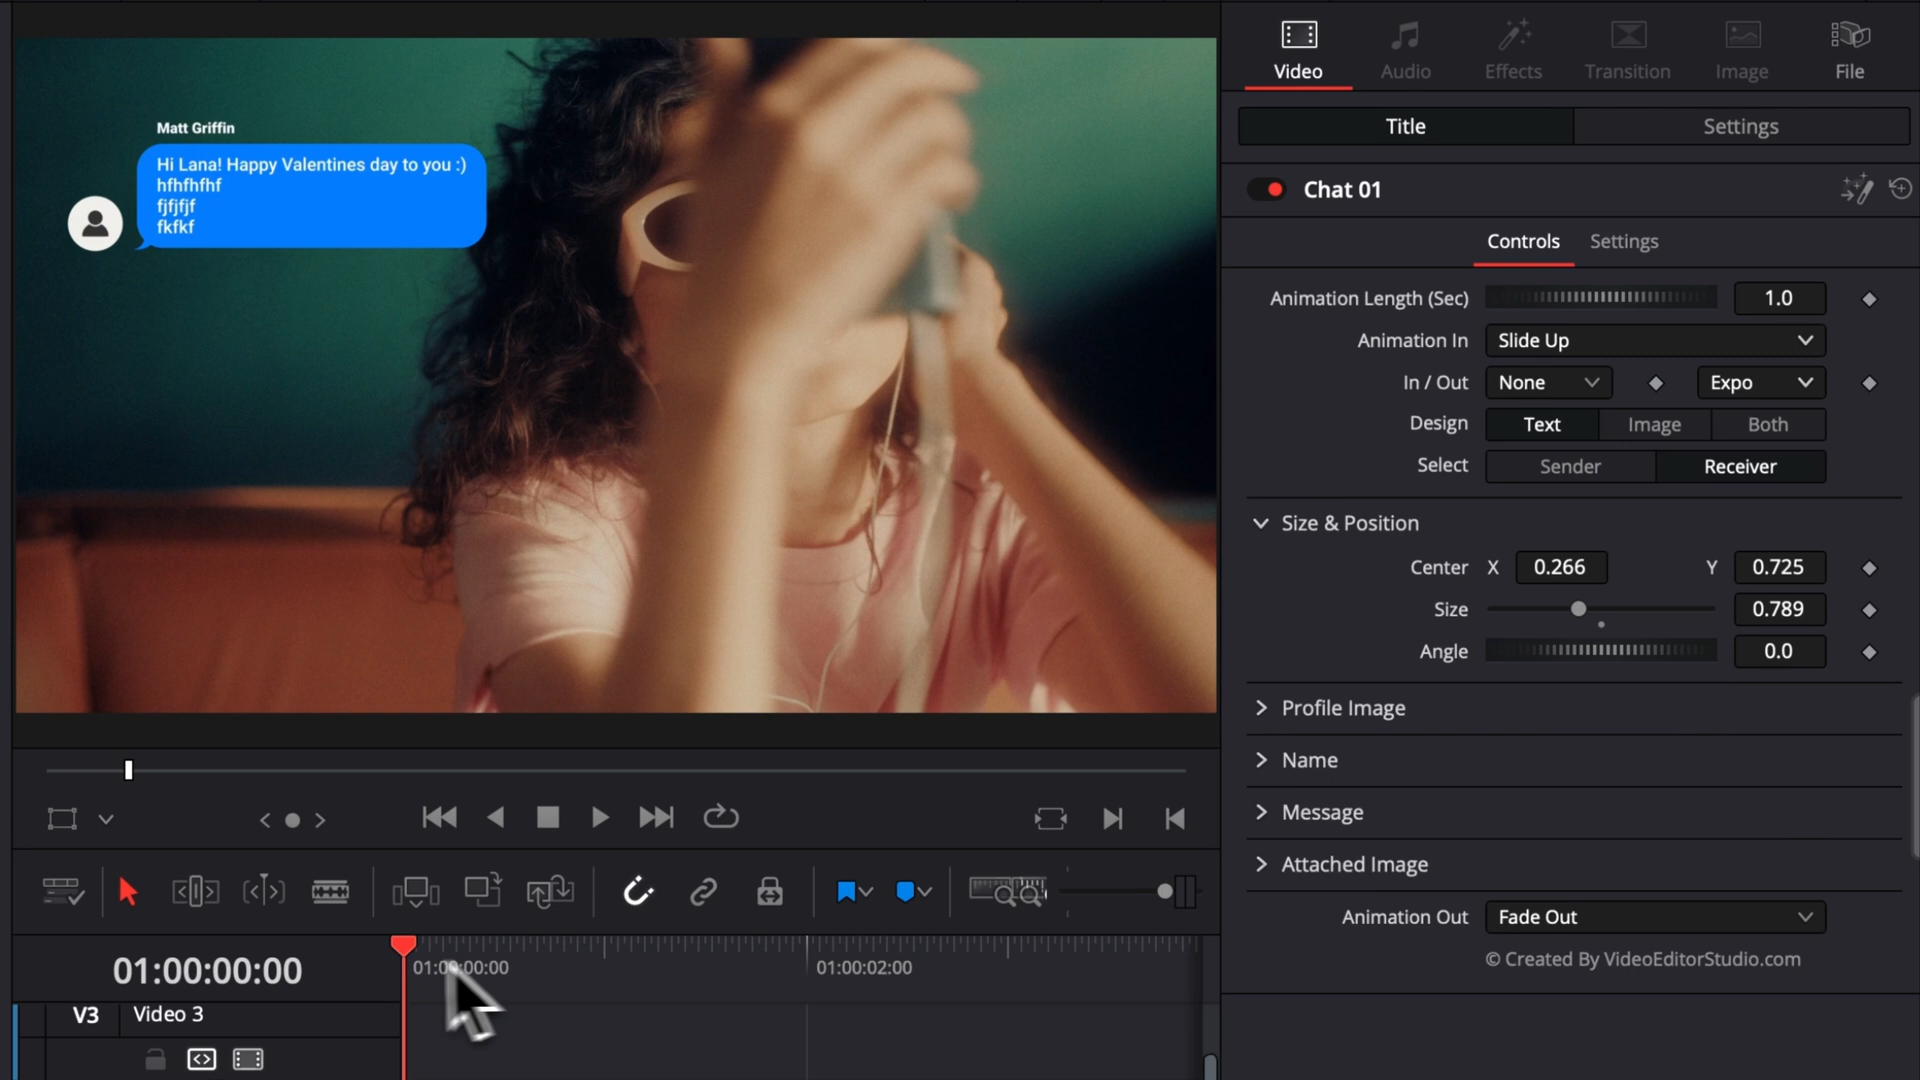 Matt Griffin
Hi Lana! Happy Valentines day to you :)
hfhfhfhf
fjfjfjf
fkfkf
Video Audio Effects Transition Image File
Title Settings
Chat 01
Controls Settings
Animation Length (Sec) 1.0
Animation In Slide Up
In / Out None Expo
Design Text Image Both
Select Sender Receiver
Size & Position
Center X 0.266 Y 0.725
Size 0.789
Angle 0.0
Profile Image
Name
Message
Attached Image
Animation Out Fade Out
© Created By VideoEditorStudio.com
01:00:00:00
01:00:00:00 01:00:02:00
V3 Video 3